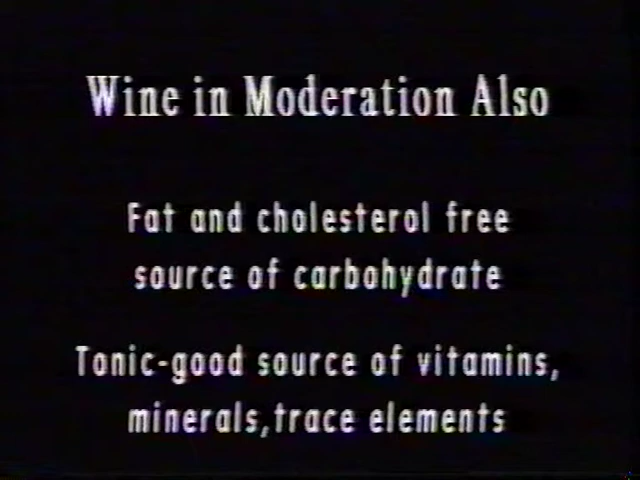 Wine in Moderation Also
Fat and cholesterol free
source of carbohydrate
Tonic-good source of vitamins,
minerals,trace elements